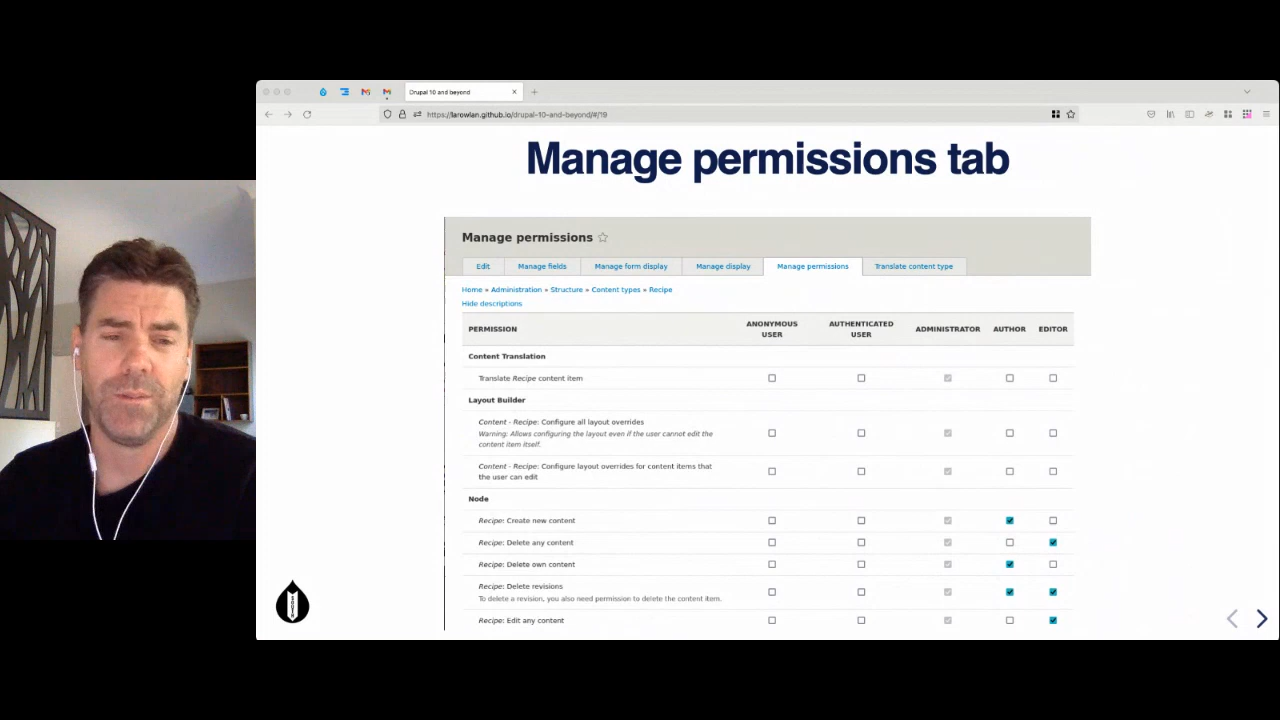 Drupal 10 and beyond
https://larowlan.github.io/drupal-10-and-beyond/#/19
Manage permissions tab
Manage permissions
Edit
Manage fields
Manage form display
Manage display
Manage permissions
Translate content type
Home » Administration » Structure » Content types » Recipe
Hide descriptions
PERMISSION
ANONYMOUS
USER
AUTHENTICATED
USER
ADMINISTRATOR
AUTHOR
EDITOR
Content Translation
Translate Recipe content item
Layout Builder
Content - Recipe: Configure all layout overrides
Warning: Allows configuring the layout even if the user cannot edit the
content item itself.
Content - Recipe: Configure layout overrides for content items that
the user can edit
Node
Recipe: Create new content
Recipe: Delete any content
Recipe: Delete own content
Recipe: Delete revisions
To delete a revision, you also need permission to delete the content item.
Recipe: Edit any content